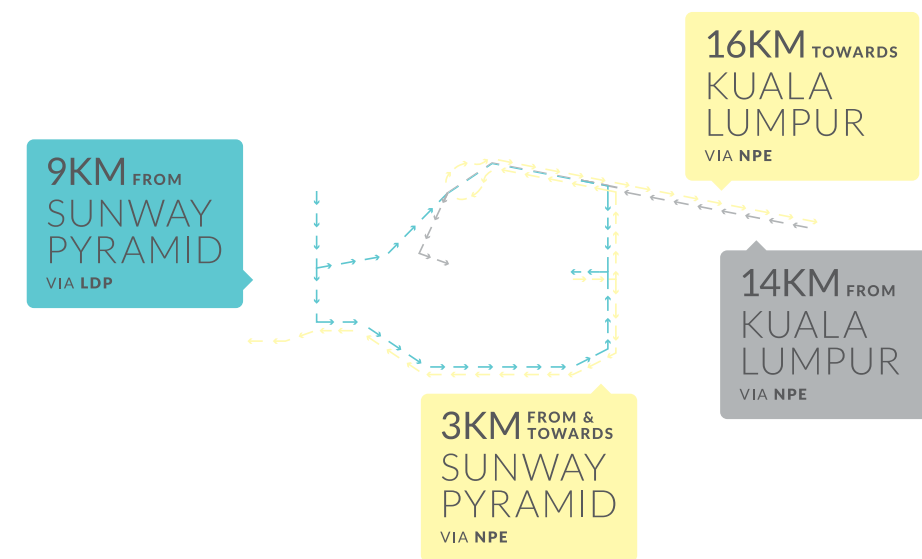 16KM TOWARDS
KUALA
LUMPUR
VIA NPE
9KM FROM
SUNWAY
PYRAMID
VIA LDP
14KM FROM
KUALA
LUMPUR
VIA NPE
3KM FROM & TOWARDS
SUNWAY
PYRAMID
VIA NPE